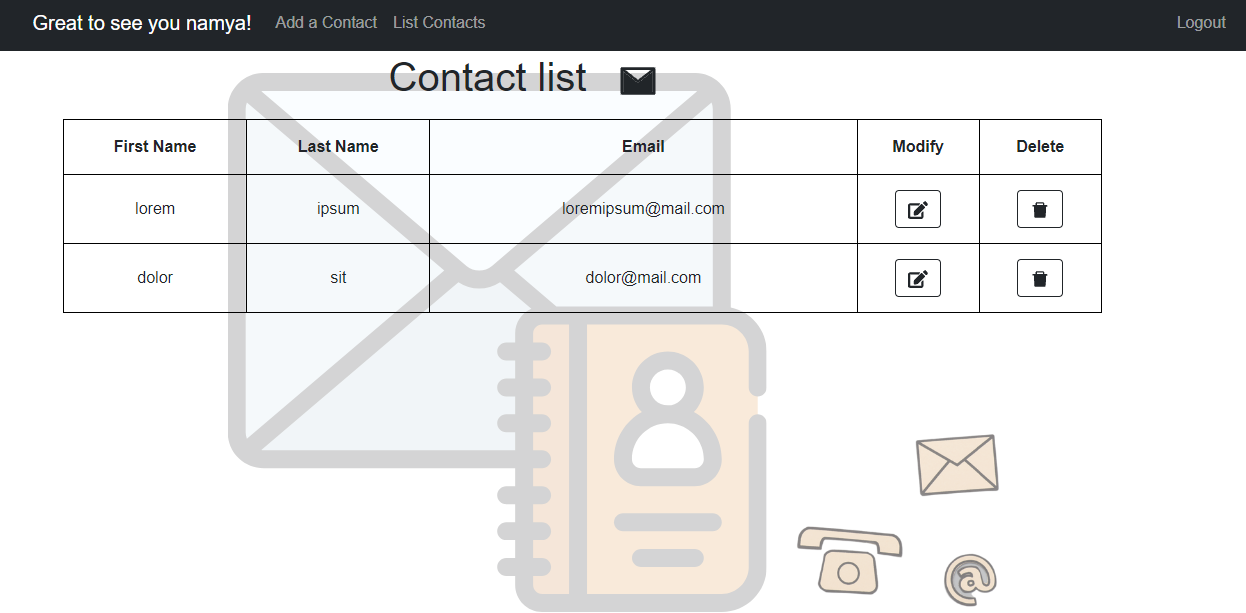 Great to see you namya! Add a Contact List Contacts Logout
Contact list
First Name Last Name Email Modify Delete
lorem ipsum loremipsum@mail.com
dolor sit dolor@mail.com
@